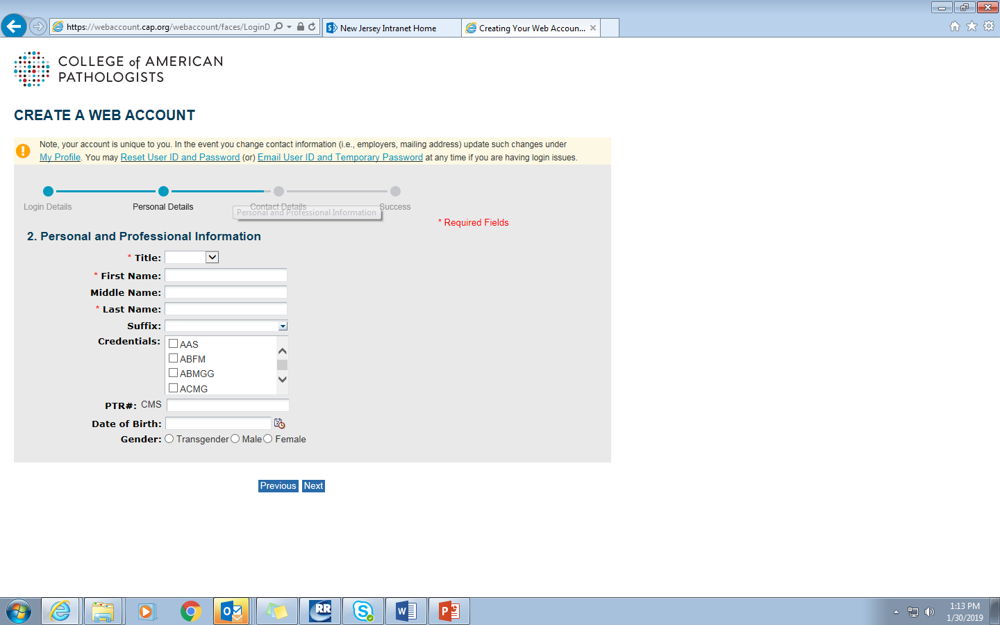 https://webaccount.cap.org/webaccount/faces/LoginD
New Jersey Intranet Home
Creating Your Web Accoun...
COLLEGE of AMERICAN
PATHOLOGISTS
CREATE A WEB ACCOUNT
Note, your account is unique to you. In the event you change contact information (i.e., employers, mailing address) update such changes under
My Profile. You may Reset User ID and Password (or) Email User ID and Temporary Password at any time if you are having login issues.
Login Details
Personal Details
Contact Details
Success
Personal and Professional Information
* Required Fields
2. Personal and Professional Information
* Title:
* First Name:
Middle Name:
* Last Name:
Suffix:
Credentials:
AAS
ABFM
ABMGG
ACMG
PTR#: CMS
Date of Birth:
Gender: Transgender Male Female
Previous Next
1:13 PM
1/30/2019